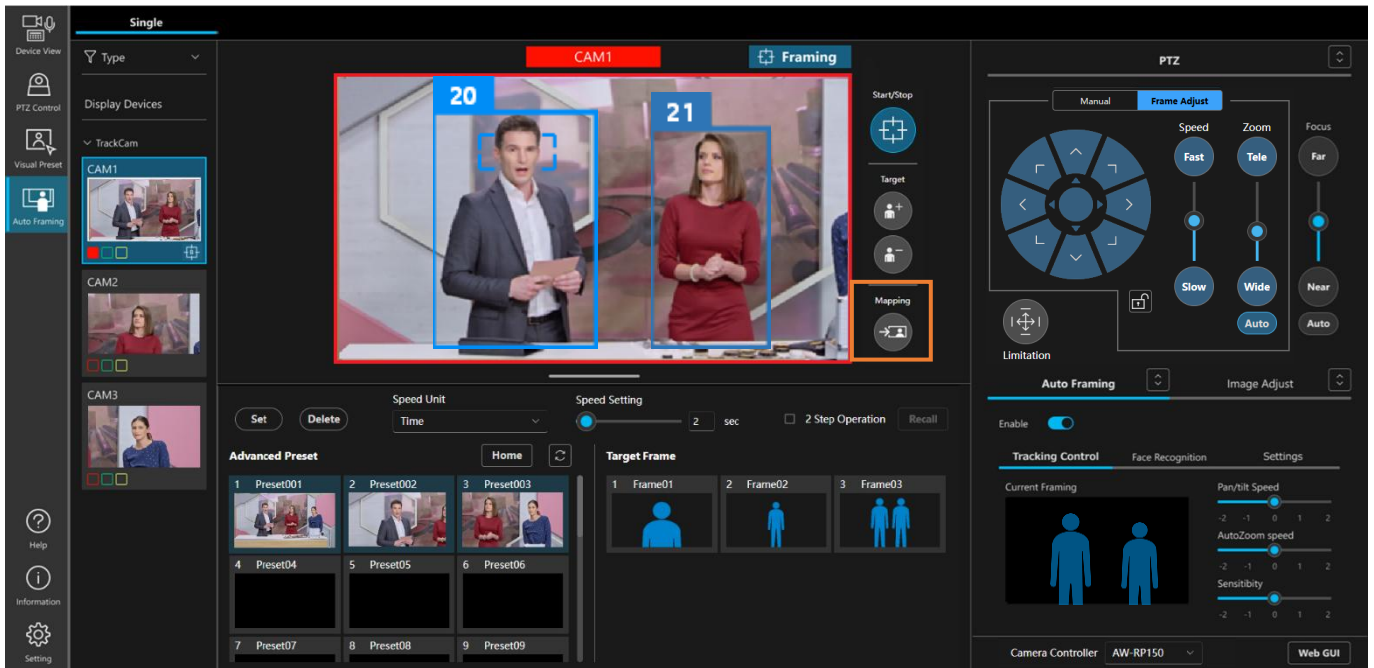 Device View
PTZ Control
Visual Preset
Auto Framing
Help
Information
Setting
Single
Type
Display Devices
TrackCam
CAM1
CAM2
CAM3
CAM1
Framing
20
21
Start/Stop
Target
Mapping
Set
Delete
Speed Unit
Time
Speed Setting
2 sec
2 Step Operation
Recall
Advanced Preset
Home
1 Preset001
2 Preset002
3 Preset003
4 Preset04
5 Preset05
6 Preset06
7 Preset07
8 Preset08
9 Preset09
Target Frame
1 Frame01
2 Frame02
3 Frame03
PTZ
Manual
Frame Adjust
Speed
Zoom
Focus
Fast
Tele
Far
Slow
Wide
Near
Auto
Auto
Limitation
Auto Framing
Image Adjust
Enable
Tracking Control
Face Recognition
Settings
Current Framing
Pan/tilt Speed
-2 -1 0 1 2
AutoZoom speed
-2 -1 0 1 2
Sensitibity
-2 -1 0 1 2
Camera Controller
AW-RP150
Web GUI